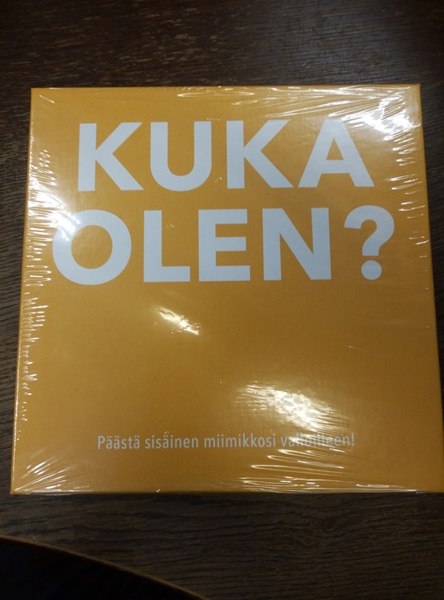 KUKA
OLEN?
Päästä sisäinen miimikkosi valloilleen!